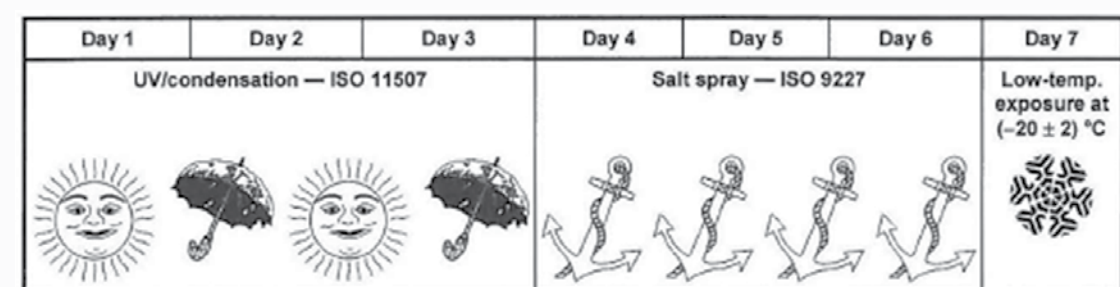 Day 1 Day 2 Day 3 Day 4 Day 5 Day 6 Day 7
UV/condensation — ISO 11507
Salt spray — ISO 9227
Low-temp.
exposure at
(−20 ± 2) °C